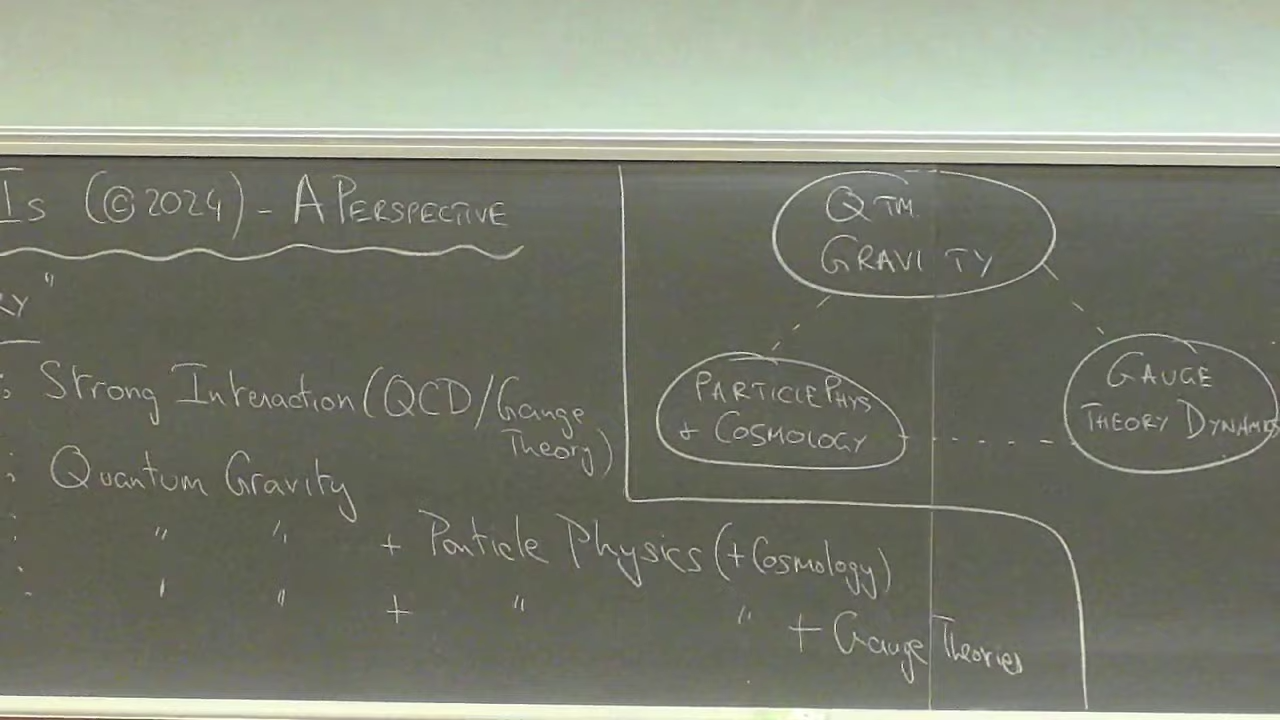 Is (©2024) - A PERSPECTIVE
RY"
: Strong Interaction (QCD/Gauge
Theory)
: Quantum Gravity
: " " + Particle Physics (+Cosmology)
: " " + " " + Gauge Theories
QTM
GRAVITY
PARTICLE PHYS
+ COSMOLOGY
GAUGE
THEORY DYNAMICS